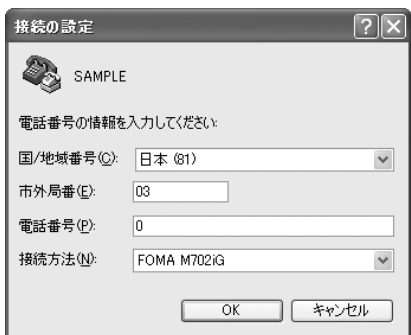 接続の設定
SAMPLE
電話番号の情報を入力してください:
国/地域番号(C): 日本 (81)
市外局番(E): 03
電話番号(P): 0
接続方法(N): FOMA M702iG
OK キャンセル